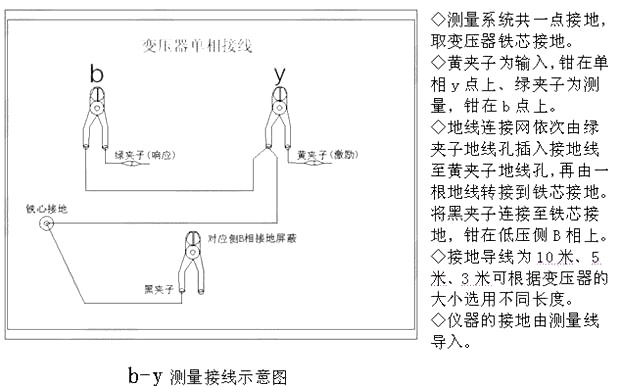 变压器单相接线
b
y
绿夹子(响应)
黄夹子(激励)
铁心接地
对应侧B相接地屏蔽
黑夹子
b-y 测量接线示意图
◇测量系统共一点接地，
取变压器铁芯接地。
◇黄夹子为输入,钳在单
相 y 点上、绿夹子为测
量，钳在 b 点上。
◇地线连接网依次由绿
夹子地线孔插入接地线
至黄夹子地线孔,再由一
根地线转接到铁芯接地。
将黑夹子连接至铁芯接
地，钳在低压侧 B 相上。
◇接地导线为 10 米、5
米、3 米可根据变压器的
大小选用不同长度。
◇仪器的接地由测量线
导入。